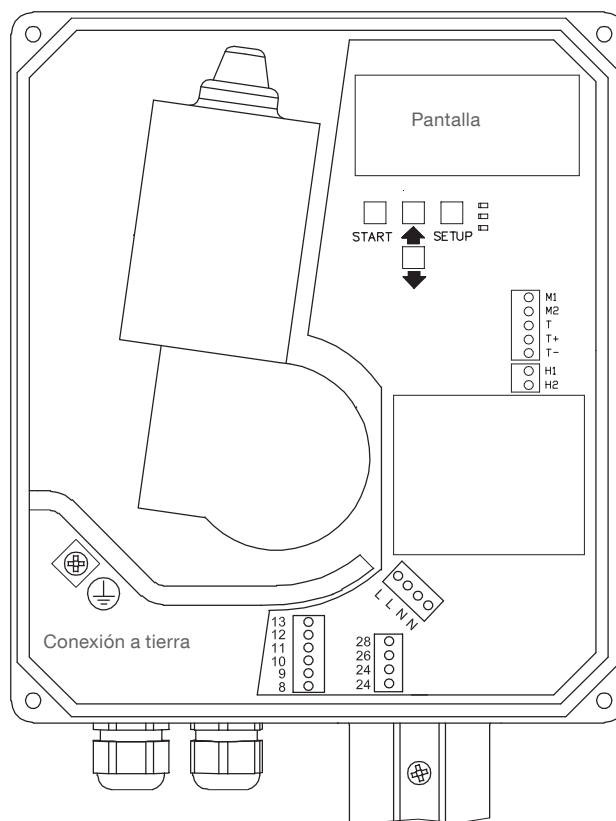 Pantalla
START
SETUP
M1
M2
T
T+
T-
H1
H2
L L N N
Conexión a tierra
13
12
11
10
9
8
28
26
24
24